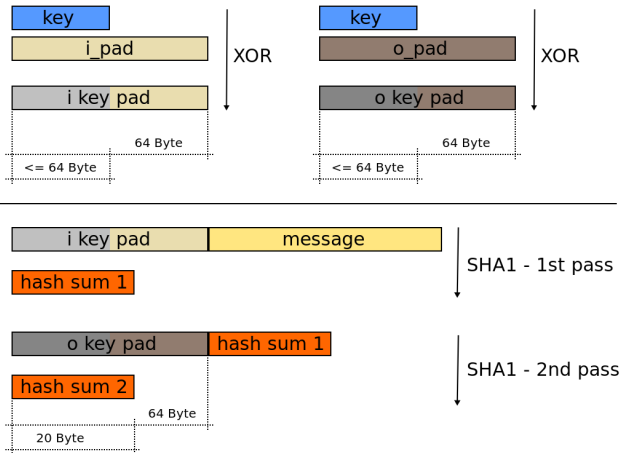 key
key
i_pad
o_pad
XOR
XOR
i key pad
o key pad
64 Byte
64 Byte
<= 64 Byte
<= 64 Byte
i key pad
message
SHA1 - 1st pass
hash sum 1
o key pad
hash sum 1
SHA1 - 2nd pass
hash sum 2
64 Byte
20 Byte